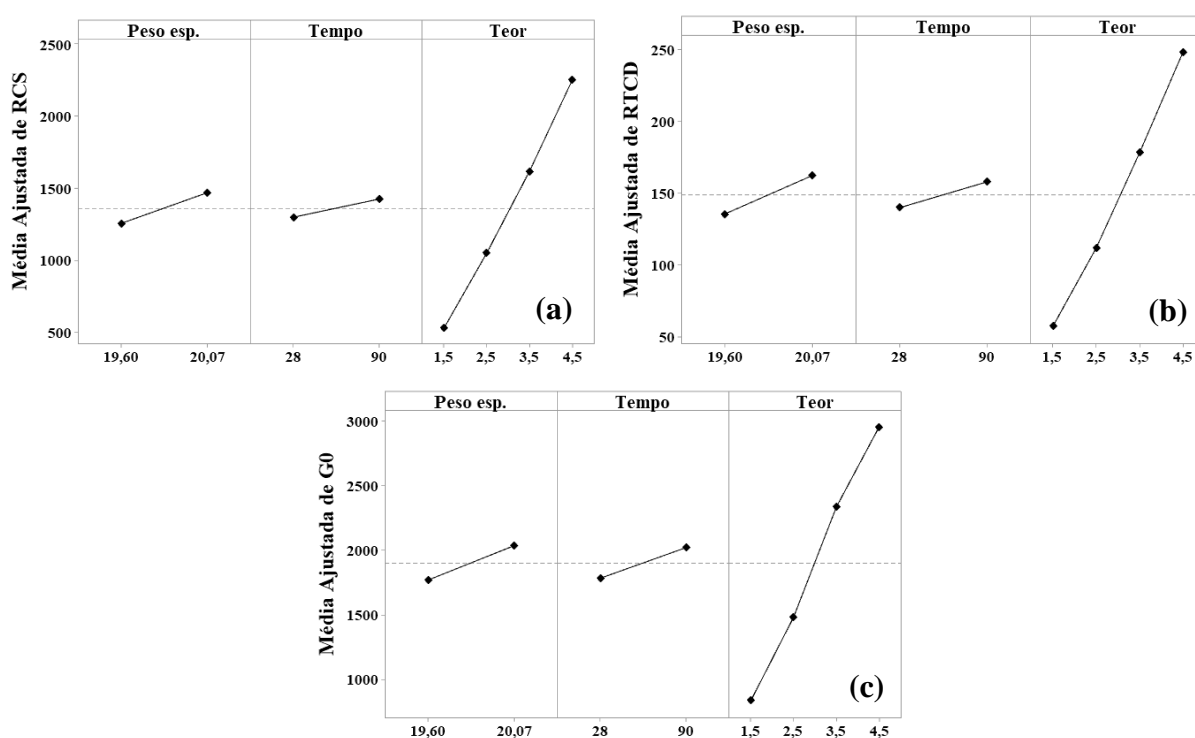 Peso esp. Tempo Teor
Média Ajustada de RCS
2500
2000
1500
1000
500
19,60 20,07 28 90 1,5 2,5 3,5 4,5
(a)
Peso esp. Tempo Teor
Média Ajustada de RTCD
250
200
150
100
50
19,60 20,07 28 90 1,5 2,5 3,5 4,5
(b)
Peso esp. Tempo Teor
Média Ajustada de G0
3000
2500
2000
1500
1000
19,60 20,07 28 90 1,5 2,5 3,5 4,5
(c)